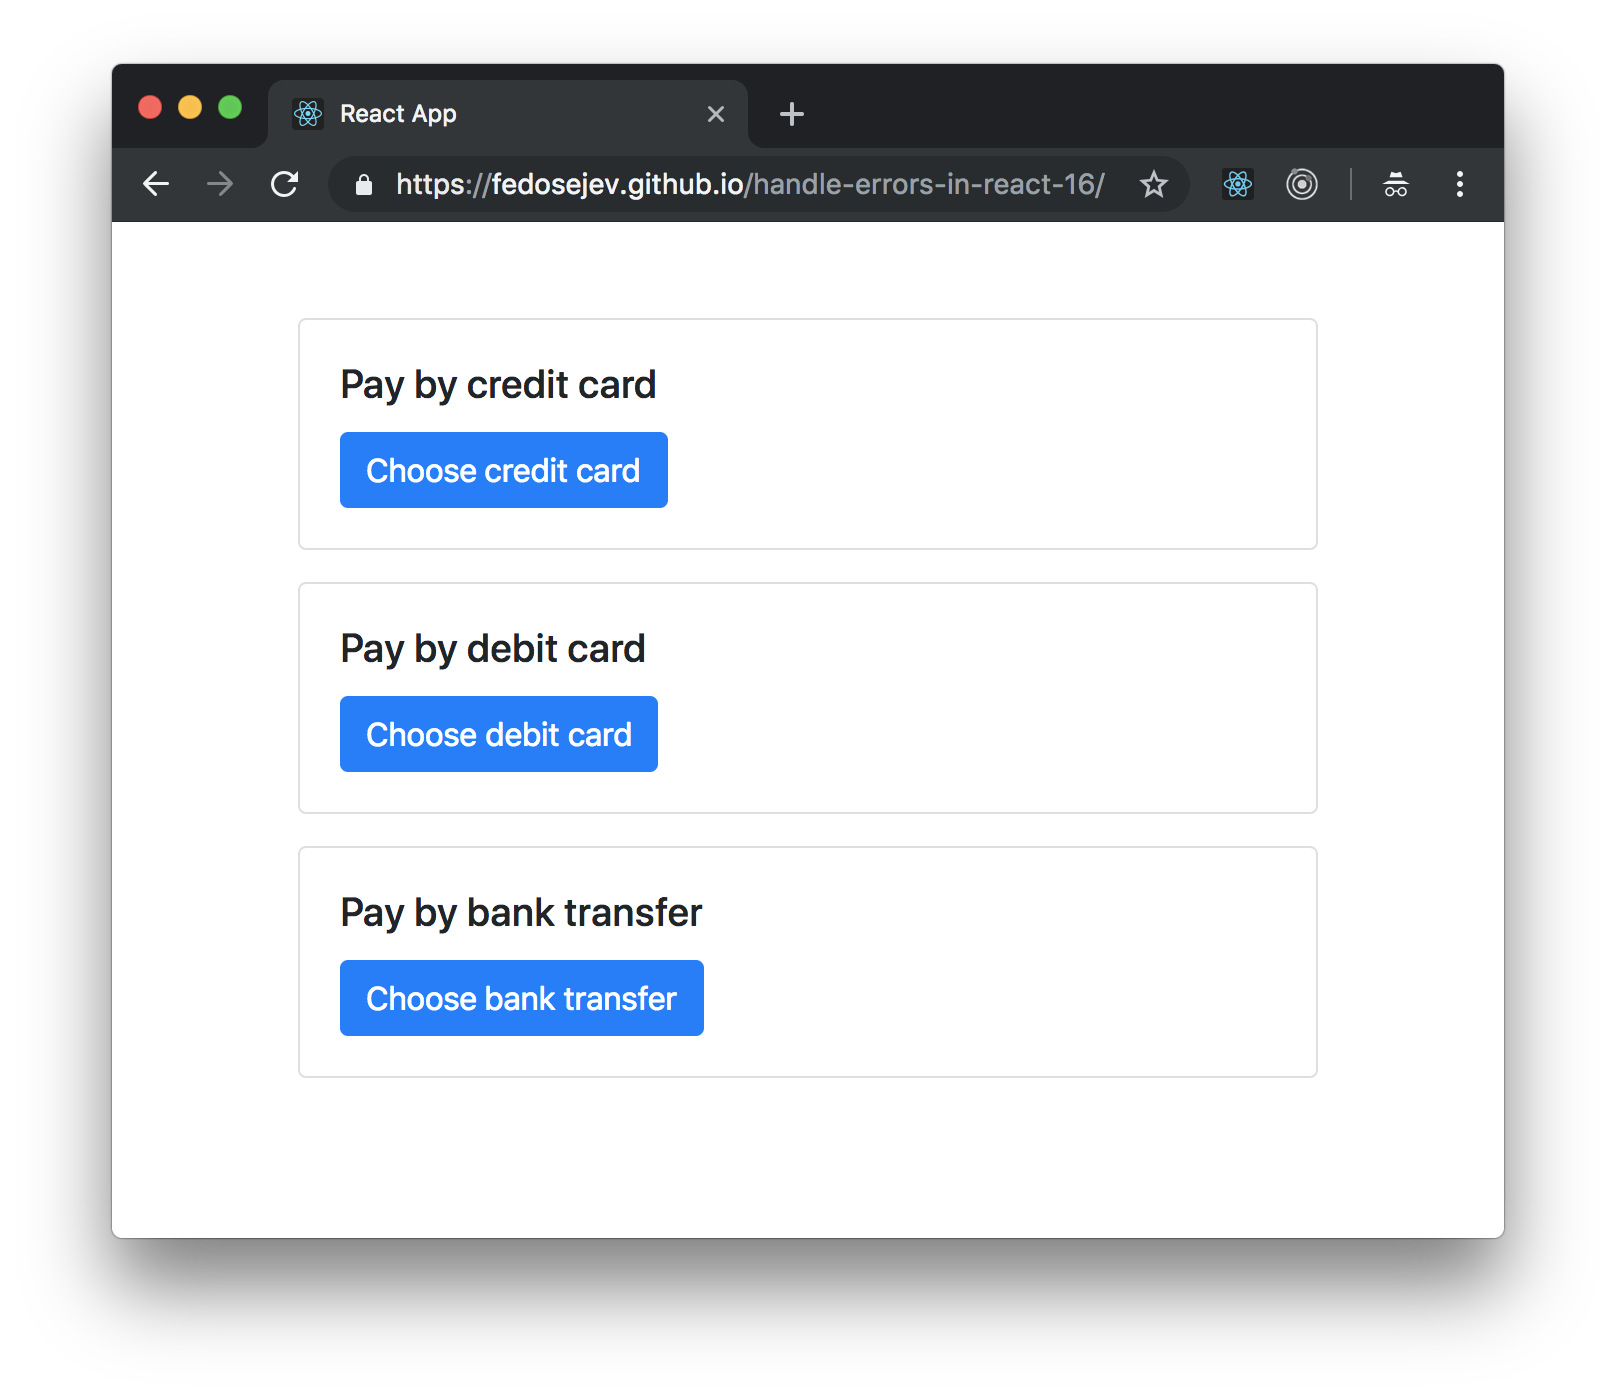 React App
https://fedosejev.github.io/handle-errors-in-react-16/
Pay by credit card
Choose credit card
Pay by debit card
Choose debit card
Pay by bank transfer
Choose bank transfer